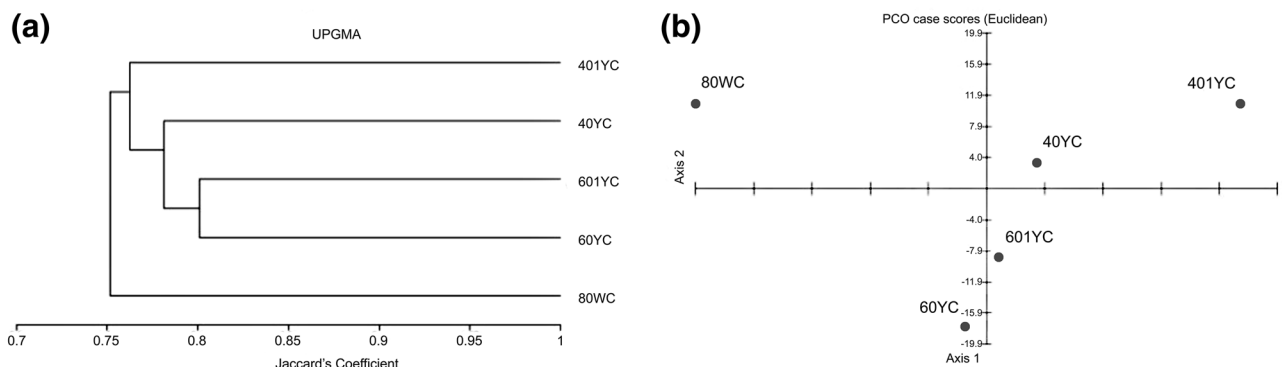 (a)
UPGMA
401YC
40YC
601YC
60YC
80WC
0.7 0.75 0.8 0.85 0.9 0.95 1
Jaccard's Coefficient
(b)
PCO case scores (Euclidean)
19.9
15.9
11.9
7.9
4.0
-4.0
-7.9
-11.9
-15.9
-19.9
80WC
401YC
40YC
601YC
60YC
Axis 2
Axis 1